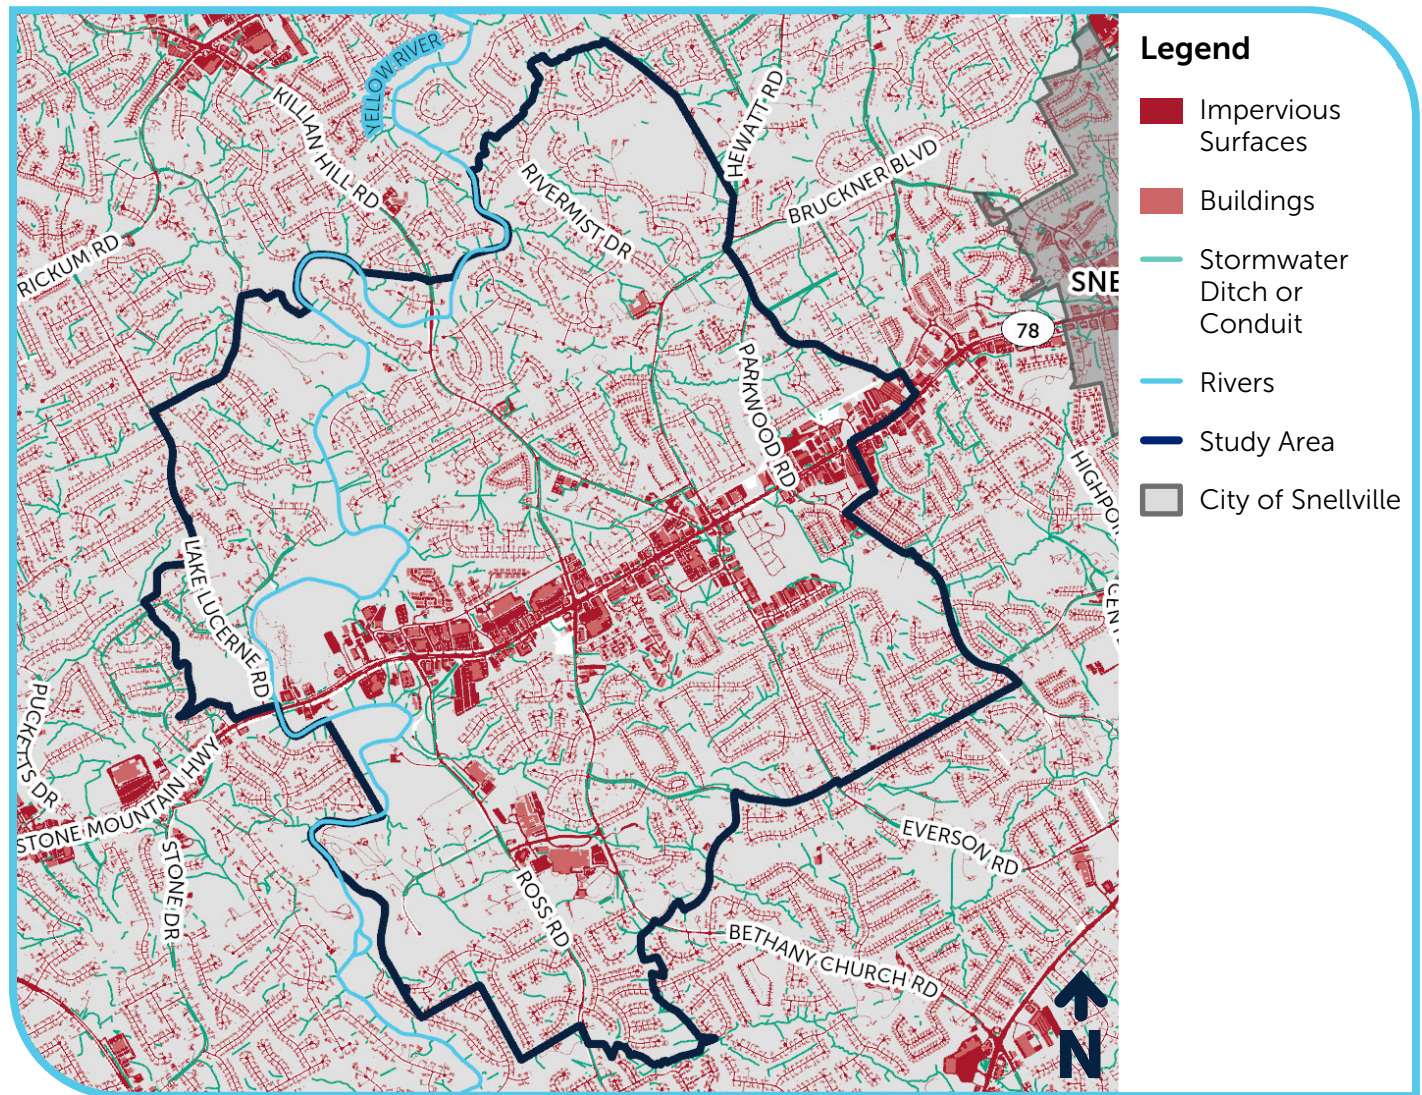 YELLOW RIVER
KILLIAN HILL RD
HEWATT RD
BRUCKNER BLVD
RIVERMIST DR
RICKUM RD
SNE
78
PARKWOOD RD
HIGHPO
LAKE LUCERNE RD
CENT
PUCKETTS DR
STONE MOUNTAIN HWY
STONE DR
EVERSON RD
ROSS RD
BETHANY CHURCH RD
N
Legend
Impervious
Surfaces
Buildings
Stormwater
Ditch or
Conduit
Rivers
Study Area
City of Snellville